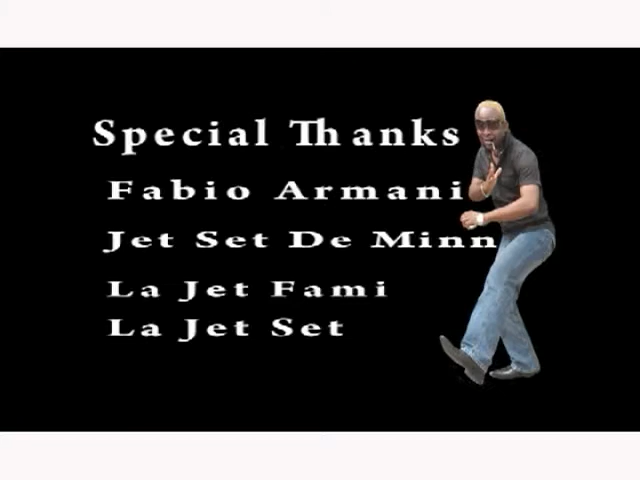 Special Thanks
Fabio Armani
Jet Set De Minn
La Jet Fami
La Jet Set